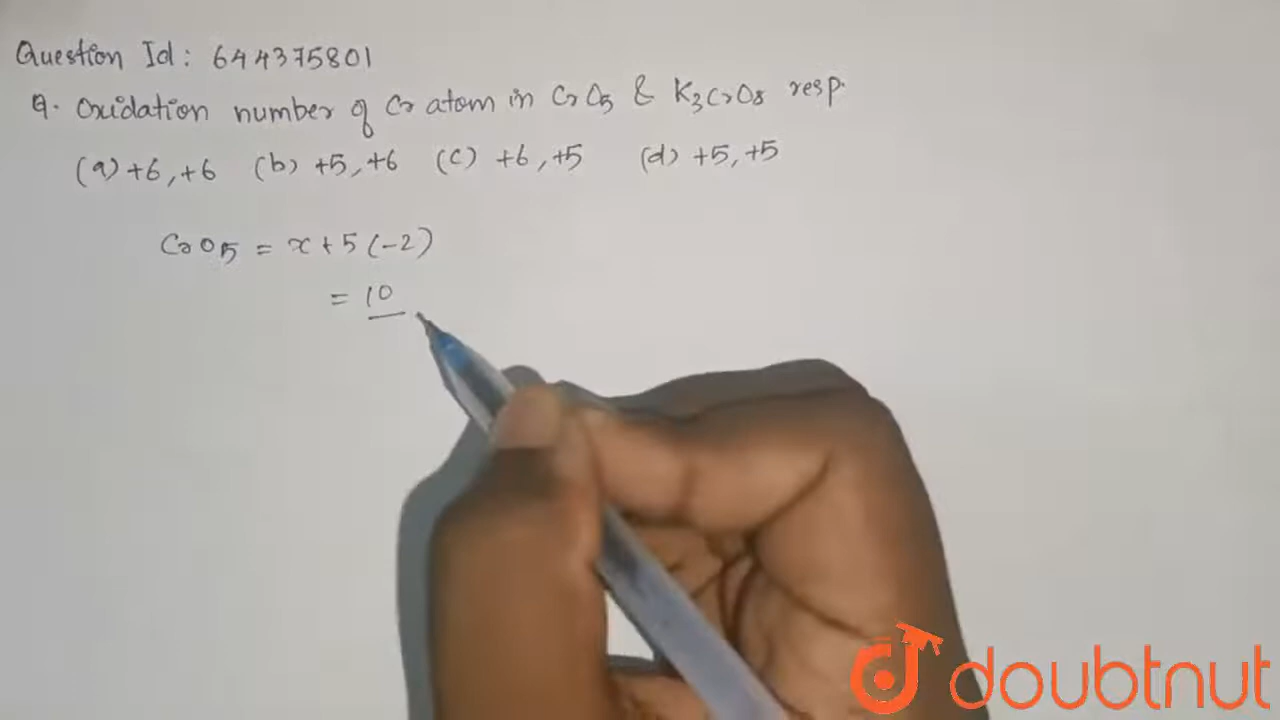 Question Id: 644375801
Q. Oxidation number of Cr atom in CrO5 & K3CrO8 resp.
(a) +6, +6 (b) +5, +6 (c) +6, +5 (d) +5, +5
CrO5 = x + 5 (-2)
= 10
doubtnut